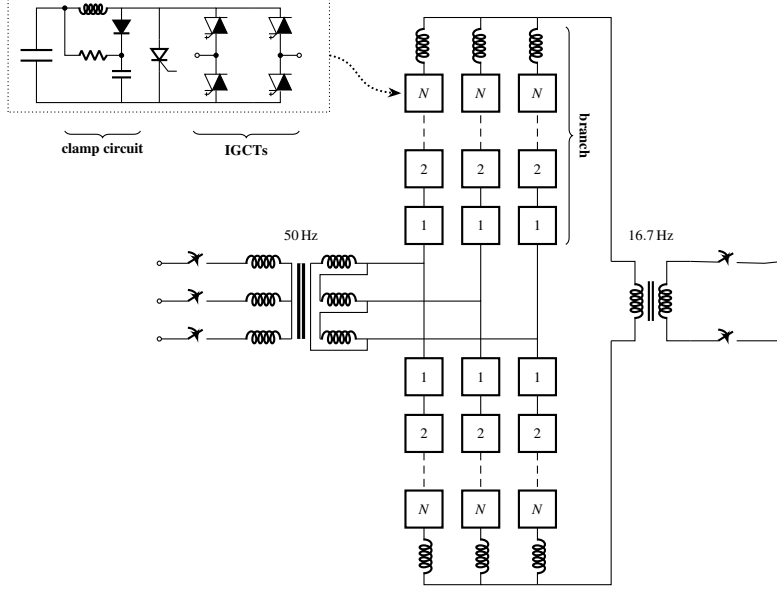 clamp circuit
IGCTs
N N N
2 2 2
1 1 1
branch
50 Hz
16.7 Hz
1 1 1
2 2 2
N N N